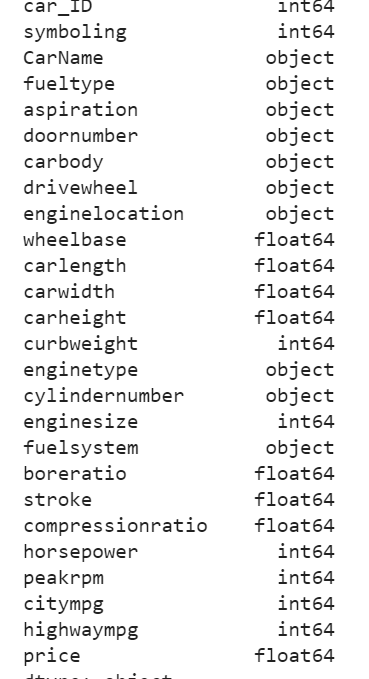 car_ID int64
symboling int64
CarName object
fueltype object
aspiration object
doornumber object
carbody object
drivewheel object
enginelocation object
wheelbase float64
carlength float64
carwidth float64
carheight float64
curbweight int64
enginetype object
cylindernumber object
enginesize int64
fuelsystem object
boreratio float64
stroke float64
compressionratio float64
horsepower int64
peakrpm int64
citympg int64
highwaympg int64
price float64
dtype: object